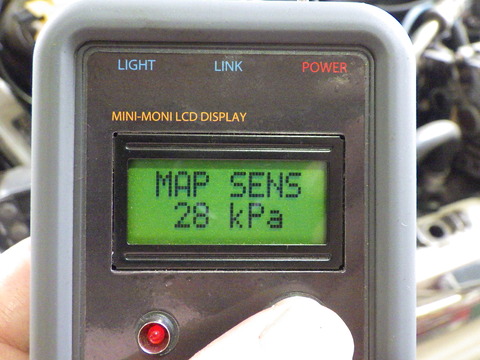 LIGHT LINK POWER
MINI-MONI LCD DISPLAY
MAP SENS
28 kPa